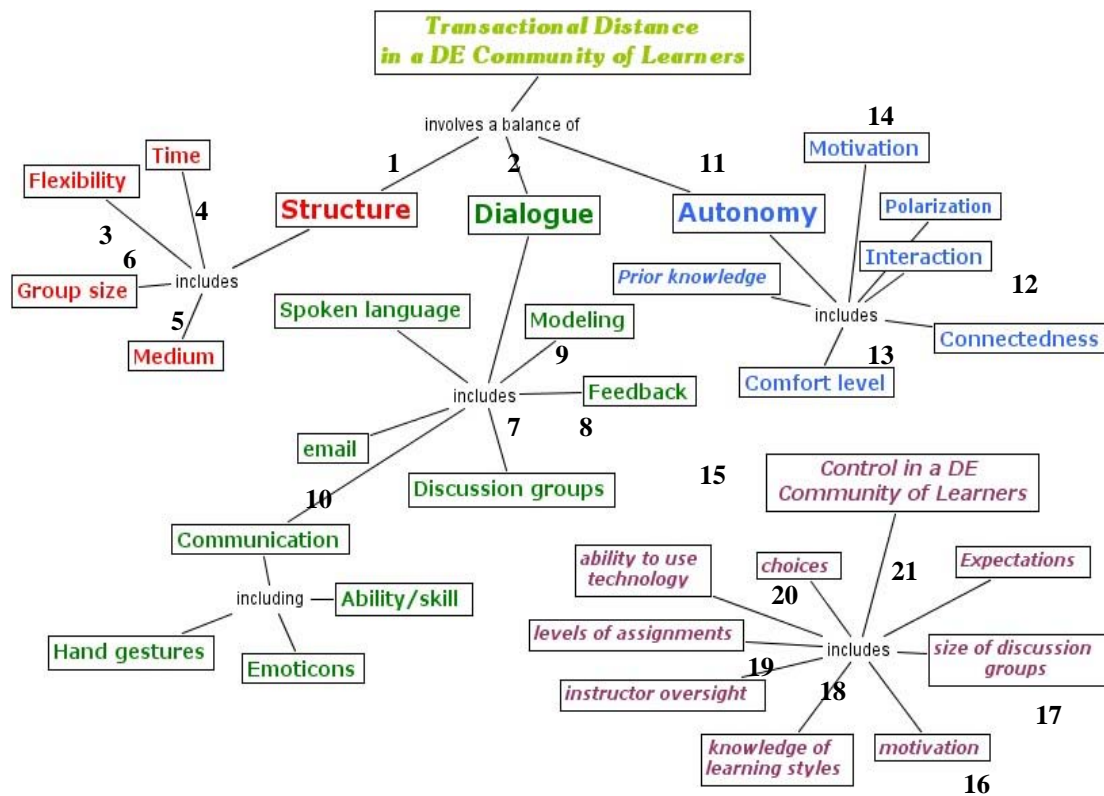 Transactional Distance
in a DE Community of Learners
involves a balance of
1
2
11
14
Motivation
Time
Flexibility
Structure
Dialogue
Autonomy
Polarization
3
4
6
includes
Group size
5
Medium
Interaction
Prior knowledge
12
includes
Connectedness
13
Comfort level
Spoken language
Modeling
9
includes
Feedback
7
8
email
Discussion groups
10
Communication
including
Ability/skill
Hand gestures
Emoticons
15
Control in a DE
Community of Learners
ability to use
technology
choices
20
21
Expectations
levels of assignments
includes
size of discussion
groups
19
instructor oversight
18
17
knowledge of
learning styles
motivation
16